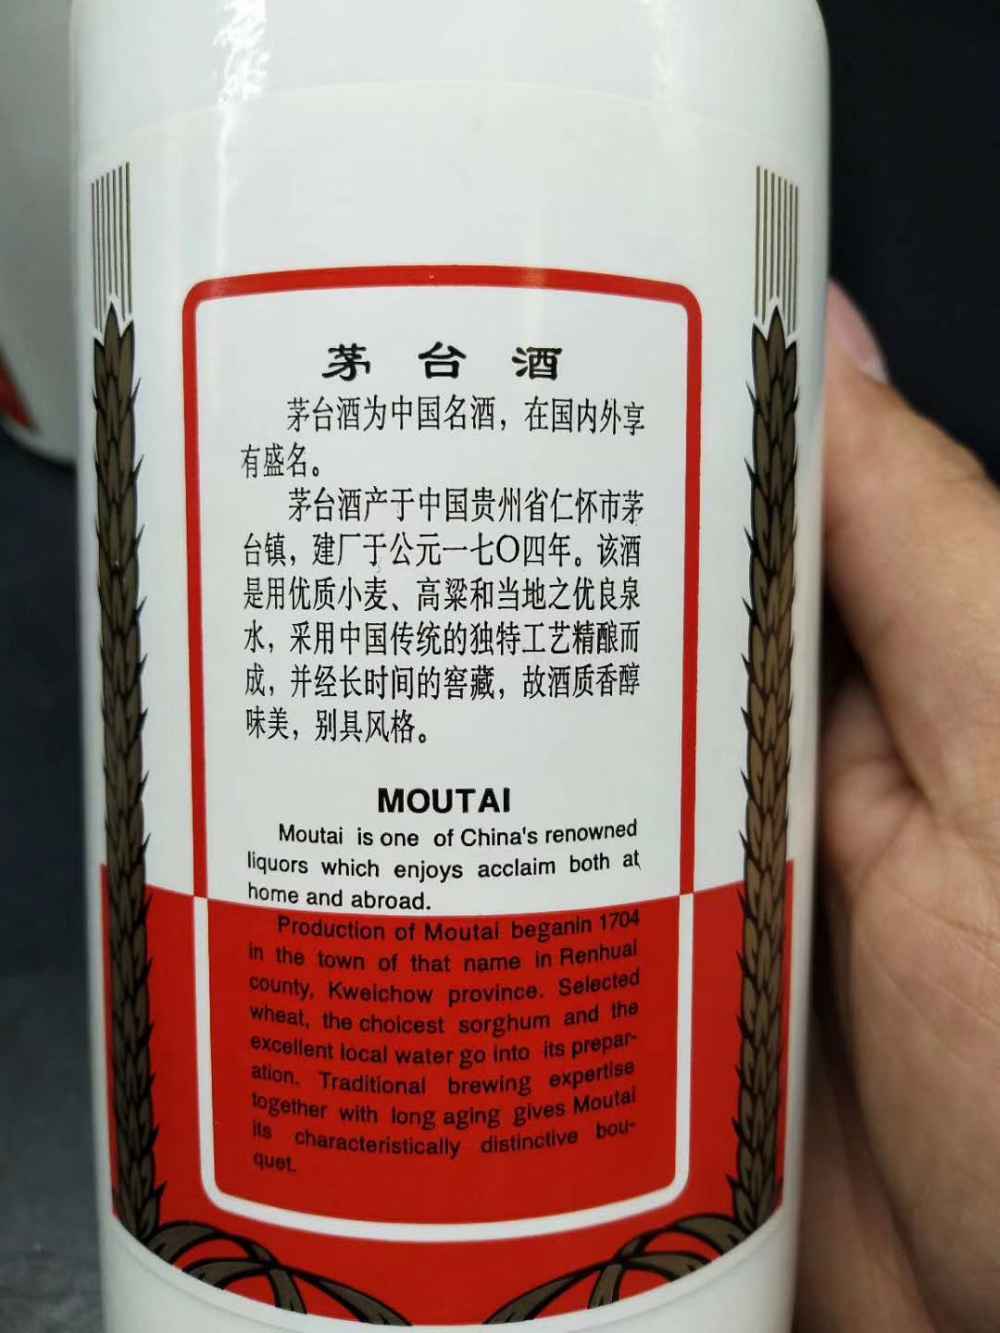 茅台酒
茅台酒为中国名酒，在国内外享
有盛名。
茅台酒产于中国贵州省仁怀市茅
台镇，建厂于公元一七〇四年。该酒
是用优质小麦、高粱和当地之优良泉
水，采用中国传统的独特工艺精酿而
成，并经长时间的窖藏，故酒质香醇
味美，别具风格。
MOUTAI
Moutai is one of China's renowned
liquors which enjoys acclaim both at
home and abroad.
Production of Moutai beganin 1704
in the town of that name in Renhuai
county, Kweichow province. Selected
wheat, the choicest sorghum and the
excellent local water go into its prepar-
ation. Traditional brewing expertise
together with long aging gives Moutai
its characteristically distinctive bou-
quet.